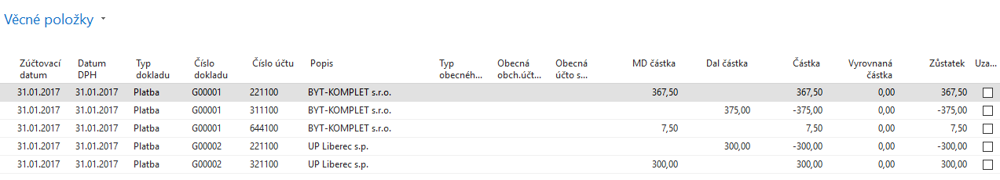 Věcné položky
Zúčtovací datum Datum DPH Typ dokladu Číslo dokladu Číslo účtu Popis Typ obecnéh... Obecná obch.účt... Obecná účto s... MD částka Dal částka Částka Vyrovnaná částka Zůstatek Uza...
31.01.2017 31.01.2017 Platba G00001 221100 BYT-KOMPLET s.r.o. 367,50 367,50 0,00 367,50
31.01.2017 31.01.2017 Platba G00001 311100 BYT-KOMPLET s.r.o. 375,00 -375,00 0,00 -375,00
31.01.2017 31.01.2017 Platba G00001 644100 BYT-KOMPLET s.r.o. 7,50 7,50 0,00 7,50
31.01.2017 31.01.2017 Platba G00002 221100 UP Liberec s.p. 300,00 -300,00 0,00 -300,00
31.01.2017 31.01.2017 Platba G00002 321100 UP Liberec s.p. 300,00 300,00 0,00 300,00